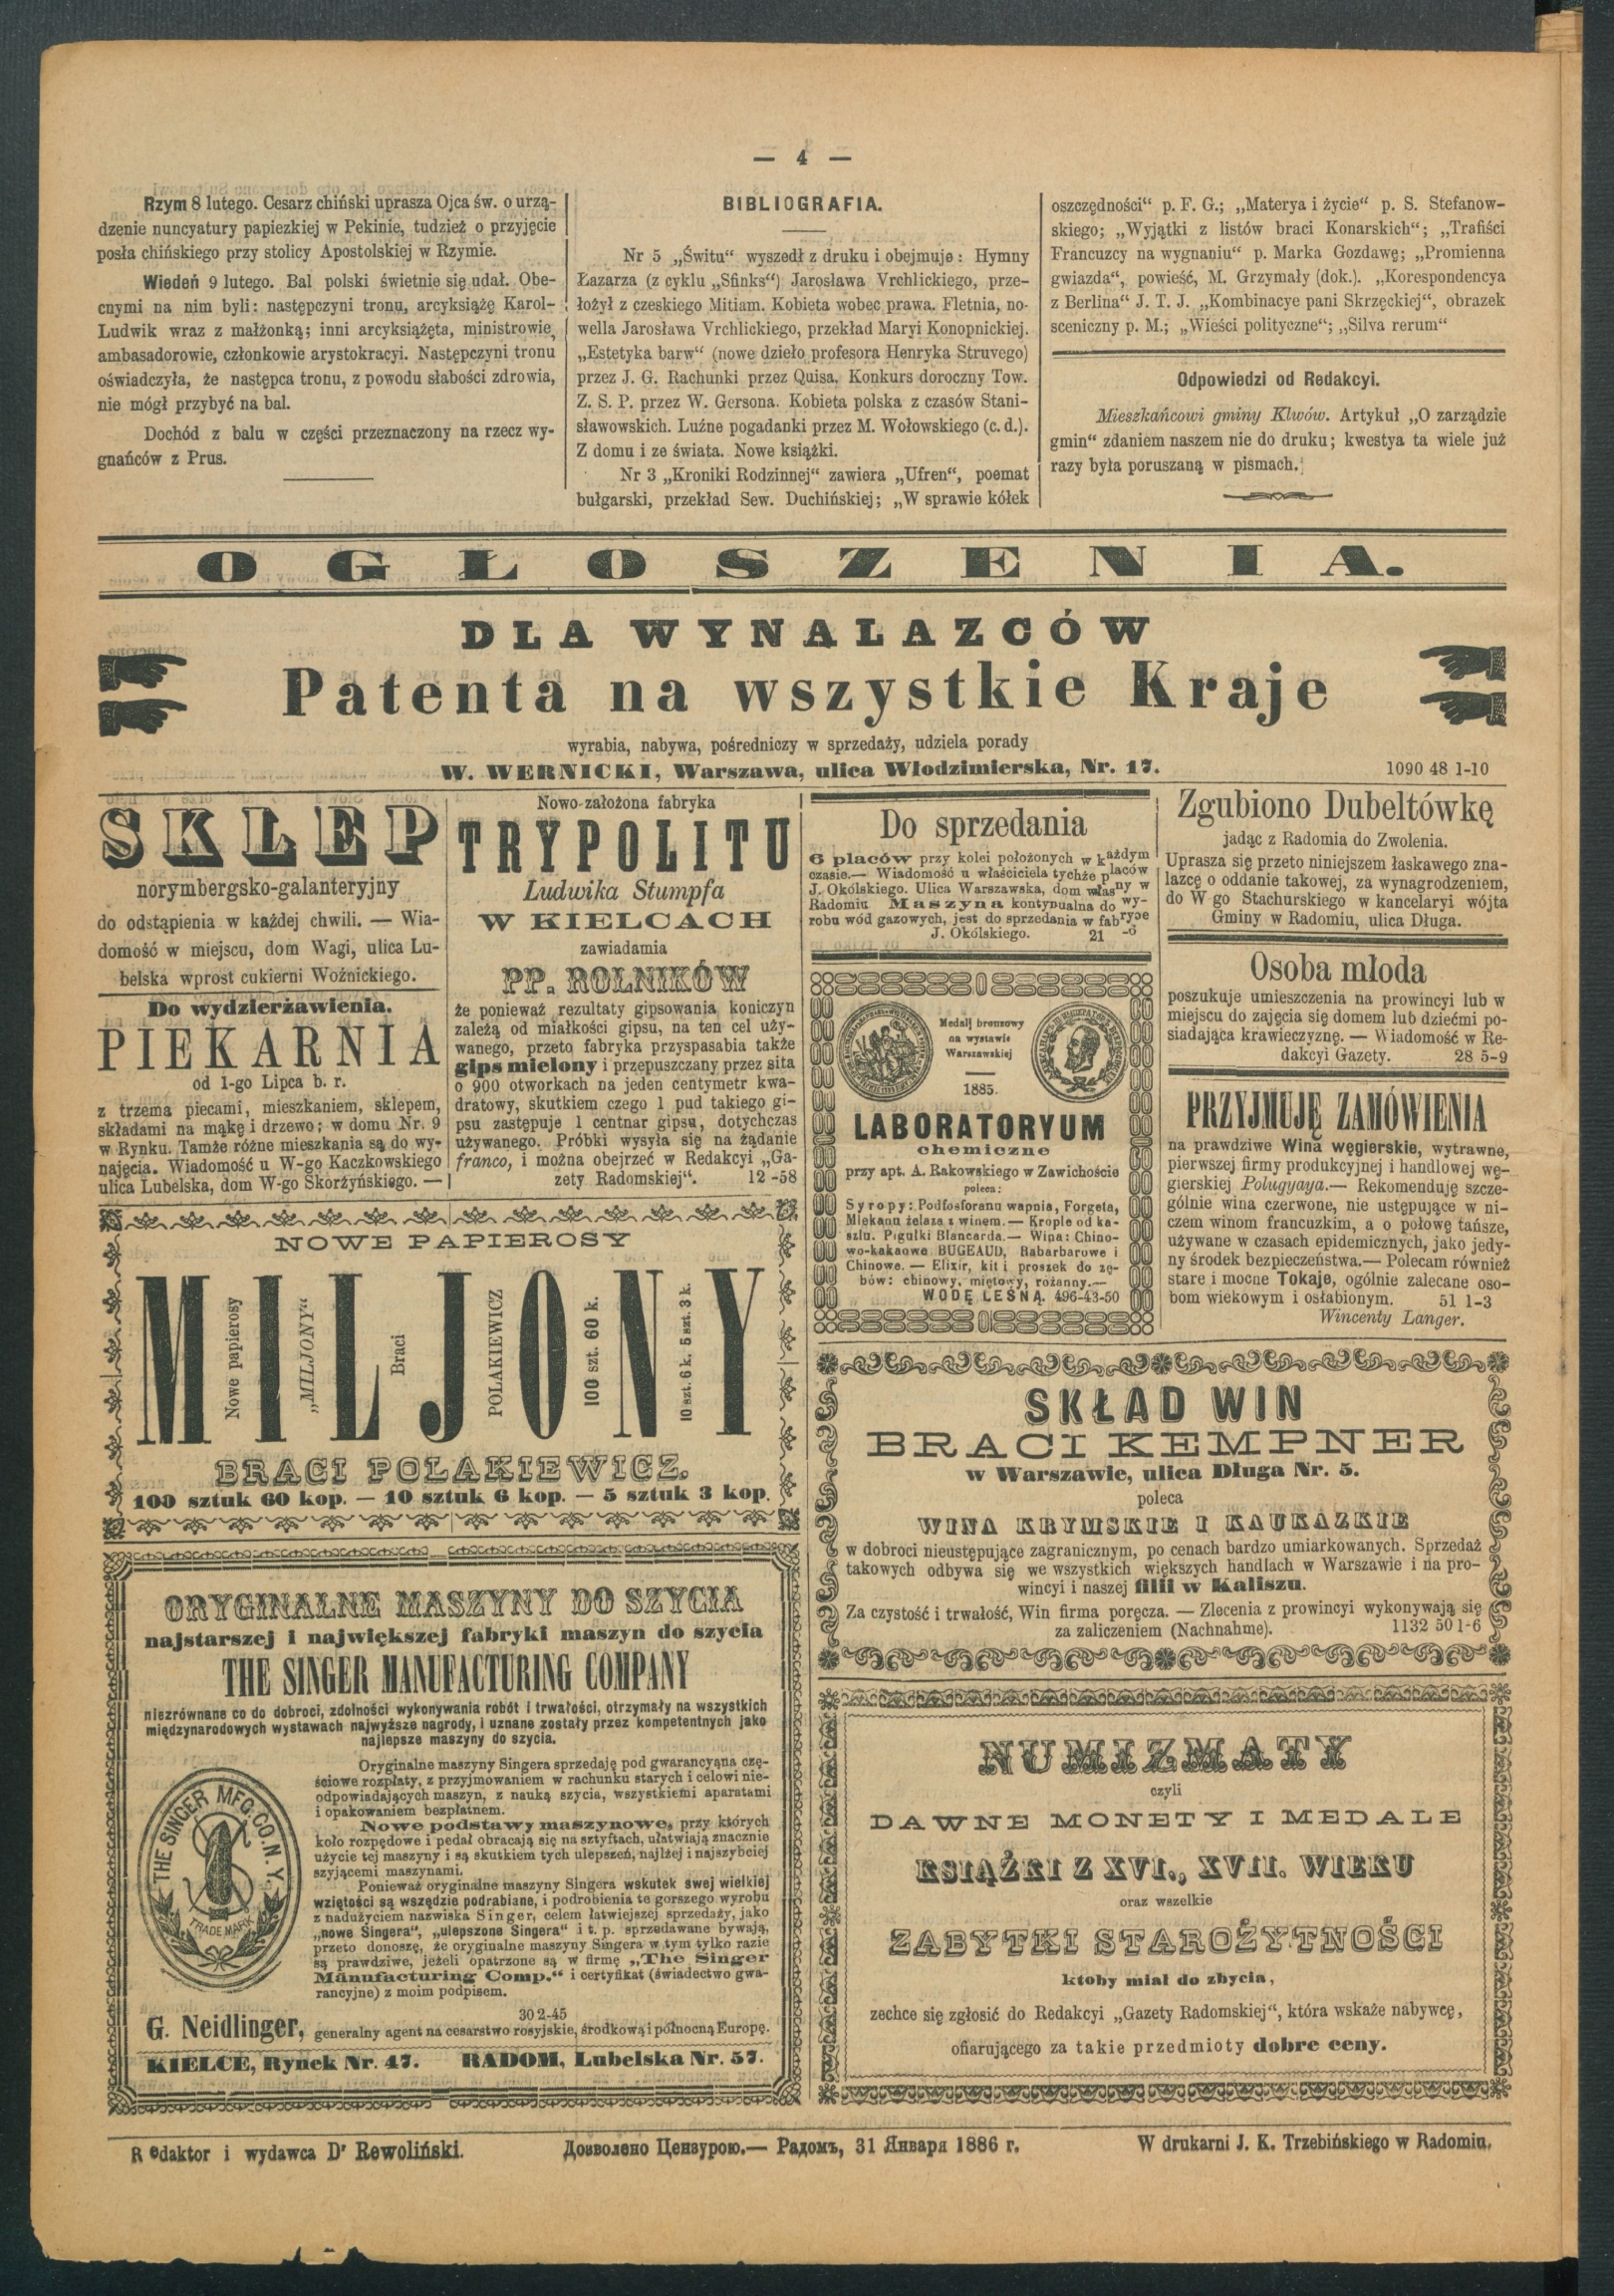 — 4 —
Rzym 8 lutego. Cesarz chiński uprasza Ojca św. o urzą-
dzenie nuncyatury papiezkiej w Pekinie, tudzież o przyjęcie
posła chińskiego przy stolicy Apostolskiej w Rzymie.
Wiedeń 9 lutego. Bal polski świetnie się udał. Obe-
cnymi na nim byli: następczyni tronu, arcyksiążę Karol-
Ludwik wraz z małżonką; inni arcyksiążęta, ministrowie,
ambasadorowie, członkowie arystokracyi. Następczyni tronu
oświadczyła, że następca tronu, z powodu słabości zdrowia,
nie mógł przybyć na bal.
Dochód z balu w części przeznaczony na rzecz wy-
gnańców z Prus.
BIBLIOGRAFIA.
Nr 5 „Świtu“ wyszedł z druku i obejmuje: Hymny
Łazarza (z cyklu „Sfinks“) Jarosława Vrchlickiego, prze-
łożył z czeskiego Mitiam. Kobieta wobec prawa. Fletnia, no-
wella Jarosława Vrchlickiego, przekład Maryi Konopnickiej.
„Estetyka barw“ (nowe dzieło profesora Henryka Struvego)
przez J. G. Rachunki przez Quisa. Konkurs doroczny Tow.
Z. S. P. przez W. Gersona. Kobieta polska z czasów Stani-
sławowskich. Luźne pogadanki przez M. Wołowskiego (c. d.).
Z domu i ze świata. Nowe książki.
Nr 3 „Kroniki Rodzinnej“ zawiera „Ufren“, poemat
bułgarski, przekład Sew. Duchińskiej; „W sprawie kółek
oszczędności“ p. F. G.; „Materya i życie“ p. S. Stefanow-
skiego; „Wyjątki z listów braci Konarskich“; „Trafiści
Francuzcy na wygnaniu“ p. Marka Gozdawę; „Promienna
gwiazda“, powieść, M. Grzymały (dok.). „Korespondencya
z Berlina“ J. T. J. „Kombinacye pani Skrzęckiej“, obrazek
sceniczny p. M.; „Wieści polityczne“; „Silva rerum“
Odpowiedzi od Redakcyi.
Mieszkańcowi gminy Klwów. Artykuł „O zarządzie
gmin“ zdaniem naszem nie do druku; kwestya ta wiele już
razy była poruszaną w pismach.
OGŁOSZENIA.
DLA WYNALAZCÓW
Patenta na wszystkie Kraje
wyrabia, nabywa, pośredniczy w sprzedaży, udziela porady
W. WERNICKI, Warszawa, ulica Włodzimierska, Nr. 17.
1090 48 1-10
SKLEP
norymbergsko-galanteryjny
do odstąpienia w każdej chwili. — Wia-
domość w miejscu, dom Wagi, ulica Lu-
belska wprost cukierni Woźnickiego.
Do wydzierżawienia.
PIEKARNIA
od 1-go Lipca b. r.
z trzema piecami, mieszkaniem, sklepem,
składami na mąkę i drzewo; w domu Nr. 9
w Rynku. Tamże różne mieszkania są do wy-
najęcia. Wiadomość u W-go Kaczkowskiego
ulica Lubelska, dom W-go Skorżyńskiego. —
Nowo-założona fabryka
TRYPOLITU
Ludwika Stumpfa
W KIELCACH
zawiadamia
PP. ROLNIKÓW
że ponieważ rezultaty gipsowania koniczyn
zależą od miałkości gipsu, na ten cel uży-
wanego, przeto fabryka przyspasabia także
gips mielony i przepuszczany przez sita
o 900 otworkach na jeden centymetr kwa-
dratowy, skutkiem czego 1 pud takiego gi-
psu zastępuje 1 centnar gipsu, dotychczas
używanego. Próbki wysyła się na żądanie
franco, i można obejrzeć w Redakcyi „Ga-
zety Radomskiej“. 12-58
Do sprzedania
6 placów przy kolei położonych w każdym
czasie.— Wiadomość u właściciela tychże placów
J. Okólskiego. Ulica Warszawska, dom własny w
Radomiu Maszyna kontynualna do wy-
robu wód gazowych, jest do sprzedania w fabryce
J. Okólskiego. 21 -6
Medalj bronzowy
na wystawie
Warszawskiej
1885.
LABORATORYUM
chemiczne
przy apt. A. Rakowskiego w Zawichoście
poleca:
Syropy: Podfosforanu wapnia, Forgeta,
Mlekanu żelaza z winem.— Krople od ka-
szlu. Pigułki Blancarda.— Wina: Chino-
wo-kakaowe BUGEAUD, Rabarbarowe i
Chinowe. — Elixir, kit i proszek do zę-
bów: chinowy, miętowy, rożanny.—
WODĘ LEŚNĄ. 496-43-50
Zgubiono Dubeltówkę
jadąc z Radomia do Zwolenia.
Uprasza się przeto niniejszem łaskawego zna-
lazcę o oddanie takowej, za wynagrodzeniem,
do W go Stachurskiego w kancelaryi wójta
Gminy w Radomiu, ulica Długa.
Osoba młoda
poszukuje umieszczenia na prowincyi lub w
miejscu do zajęcia się domem lub dziećmi po-
siadająca krawieczyznę. — Wiadomość w Re-
dakcyi Gazety. 28 5-9
PRZYJMUJĘ ZAMÓWIENIA
na prawdziwe Wina węgierskie, wytrawne,
pierwszej firmy produkcyjnej i handlowej wę-
gierskiej Polugyaya.— Rekomenduję szcze-
gólnie wina czerwone, nie ustępujące w ni-
czem winom francuzkim, a o połowę tańsze,
używane w czasach epidemicznych, jako jedy-
ny środek bezpieczeństwa.— Polecam również
stare i mocne Tokaje, ogólnie zalecane oso-
bom wiekowym i osłabionym. 51 1-3
Wincenty Langer.
NOWE PAPIEROSY
MILJONY
Nowe papierosy
„MILJONY“
Braci
POLAKIEWICZ
100 szt. 60 k.
10 szt. 6 k. 5 szt. 3 k.
BRACI POLAKIEWICZ.
100 sztuk 60 kop. — 10 sztuk 6 kop. — 5 sztuk 3 kop.
SKŁAD WIN
BRACI KEMPNER
w Warszawie, ulica Długa Nr. 5.
poleca
WINA KRYMSKIE I KAUKAZKIE
w dobroci nieustępujące zagranicznym, po cenach bardzo umiarkowanych. Sprzedaż
takowych odbywa się we wszystkich większych handlach w Warszawie i na pro-
wincyi i naszej filii w Kaliszu.
Za czystość i trwałość, Win firma poręcza. — Zlecenia z prowincyi wykonywają się
za zaliczeniem (Nachnahme). 1132 50 1-6
ORYGINALNE MASZYNY DO SZYCIA
najstarszej i największej fabryki maszyn do szycia
THE SINGER MANUFACTURING COMPANY
niezrównane co do dobroci, zdolności wykonywania robót i trwałości, otrzymały na wszystkich
międzynarodowych wystawach najwyższe nagrody, i uznane zostały przez kompetentnych jako
najlepsze maszyny do szycia.
THE SINGER MFG. CO. N. Y.
TRADE MARK
Oryginalne maszyny Singera sprzedaję pod gwarancyąna czę-
ściowe rozpłaty, z przyjmowaniem w rachunku starych i celowi nie-
odpowiadających maszyn, z nauką szycia, wszystkiemi aparatami
i opakowaniem bezpłatnem.
Nowe podstawy maszynowe, przy których
koło rozpędowe i pedał obracają się na sztyftach, ułatwiają znacznie
użycie tej maszyny i są skutkiem tych ulepszeń, najlżej i najszybciej
szyjącemi maszynami.
Ponieważ oryginalne maszyny Singera wskutek swej wielkiej
wziętości są wszędzie podrabiane, i podrobienia te gorszego wyrobu
z nadużyciem nazwiska Singer, celem łatwiejszej sprzedaży, jako
„nowe Singera“, „ulepszone Singera“ i t. p. sprzedawane bywają,
przeto donoszę, że oryginalne maszyny Singera w tym tylko razie
są prawdziwe, jeżeli opatrzone są w firmę „The Singer
Manufacturing Comp.“ i certyfikat (świadectwo gwa-
rancyjne) z moim podpisem.
30 2-45
G. Neidlinger, generalny agent na cesarstwo rosyjskie, środkową i północną Europę.
KIELCE, Rynek Nr. 47. RADOM, Lubelska Nr. 57.
NUMIZMATY
czyli
DAWNE MONETY I MEDALE
KSIĄŻKI Z XVI., XVII. WIEKU
oraz wszelkie
ZABYTKI STAROŻYTNOŚCI
ktoby miał do zbycia,
zechce się zgłosić do Redakcyi „Gazety Radomskiej“, która wskaże nabywcę,
ofiarującego za takie przedmioty dobre ceny.
Redaktor i wydawca Dr Rewoliński.
Дозволено Цензурою.— Радомъ, 31 Января 1886 г.
W drukarni J. K. Trzebińskiego w Radomiu.